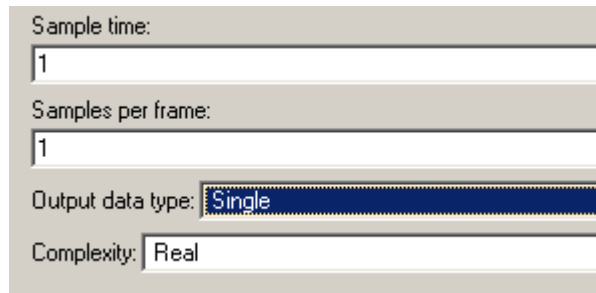 Sample time:
1
Samples per frame:
1
Output data type: Single
Complexity: Real